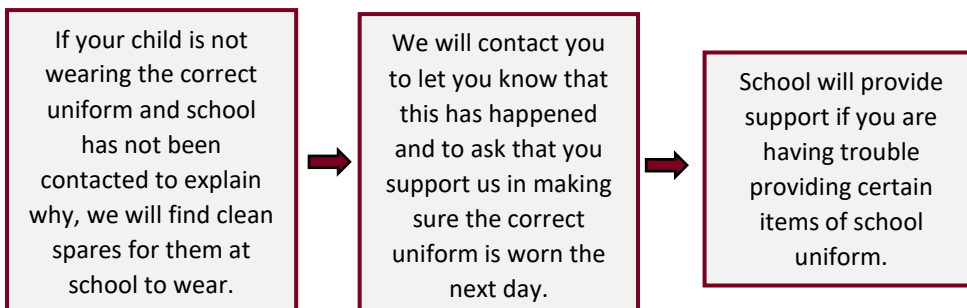 If your child is not
wearing the correct
uniform and school
has not been
contacted to explain
why, we will find clean
spares for them at
school to wear.
We will contact you
to let you know that
this has happened
and to ask that you
support us in making
sure the correct
uniform is worn the
next day.
School will provide
support if you are
having trouble
providing certain
items of school
uniform.